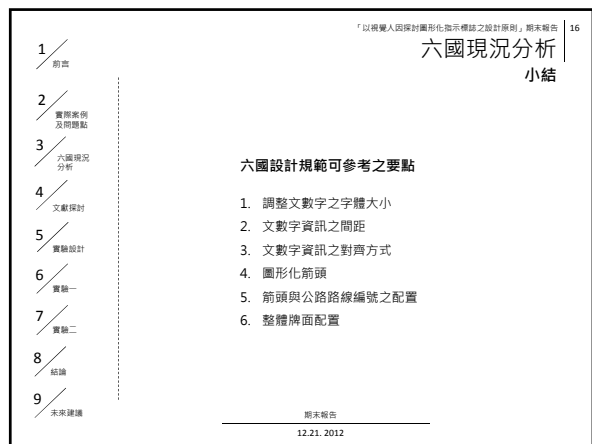 「以視覺人因探討圖形化指示標誌之設計原則」期末報告 16
六國現況分析
小結
1
前言
2
實際案例
及問題點
3
六國現況
分析
4
文獻探討
5
實驗設計
6
實驗一
7
實驗二
8
結論
9
未來建議
六國設計規範可參考之要點
1. 調整文數字之字體大小
2. 文數字資訊之間距
3. 文數字資訊之對齊方式
4. 圖形化箭頭
5. 箭頭與公路路線編號之配置
6. 整體牌面配置
期末報告
12.21. 2012